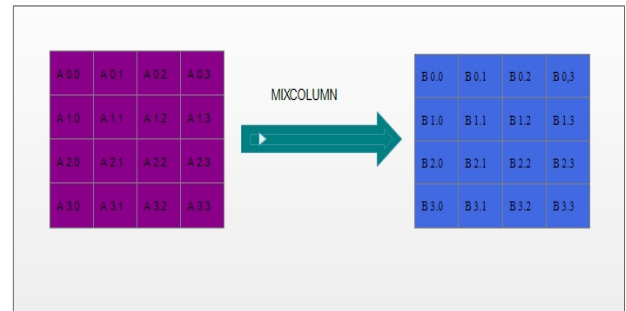 A 0.0 A 0.1 A 0.2 A 0.3
A 1.0 A 1.1 A 1.2 A 1.3
A 2.0 A 2.1 A 2.2 A 2.3
A 3.0 A 3.1 A 3.2 A 3.3
MIXCOLUMN
B 0.0 B 0.1 B 0.2 B 0,3
B 1.0 B 1.1 B 1.2 B 1.3
B 2.0 B 2.1 B 2.2 B 2.3
B 3.0 B 3.1 B 3.2 B 3.3